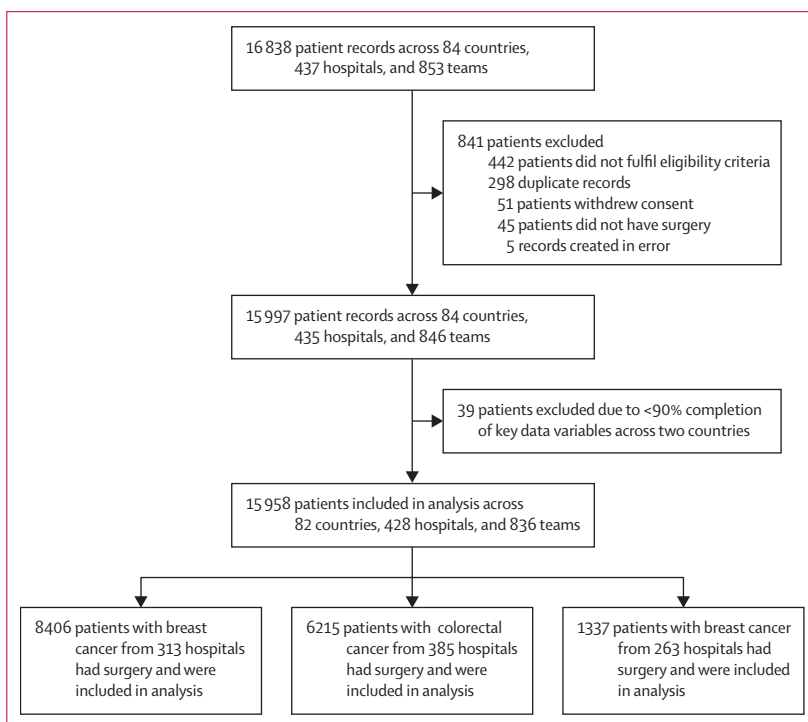 16 838 patient records across 84 countries,
437 hospitals, and 853 teams
841 patients excluded
442 patients did not fulfil eligibility criteria
298 duplicate records
51 patients withdrew consent
45 patients did not have surgery
5 records created in error
15 997 patient records across 84 countries,
435 hospitals, and 846 teams
39 patients excluded due to <90% completion
of key data variables across two countries
15 958 patients included in analysis across
82 countries, 428 hospitals, and 836 teams
8406 patients with breast
cancer from 313 hospitals
had surgery and were
included in analysis
6215 patients with colorectal
cancer from 385 hospitals
had surgery and were
included in analysis
1337 patients with breast cancer
from 263 hospitals had
surgery and were included
in analysis